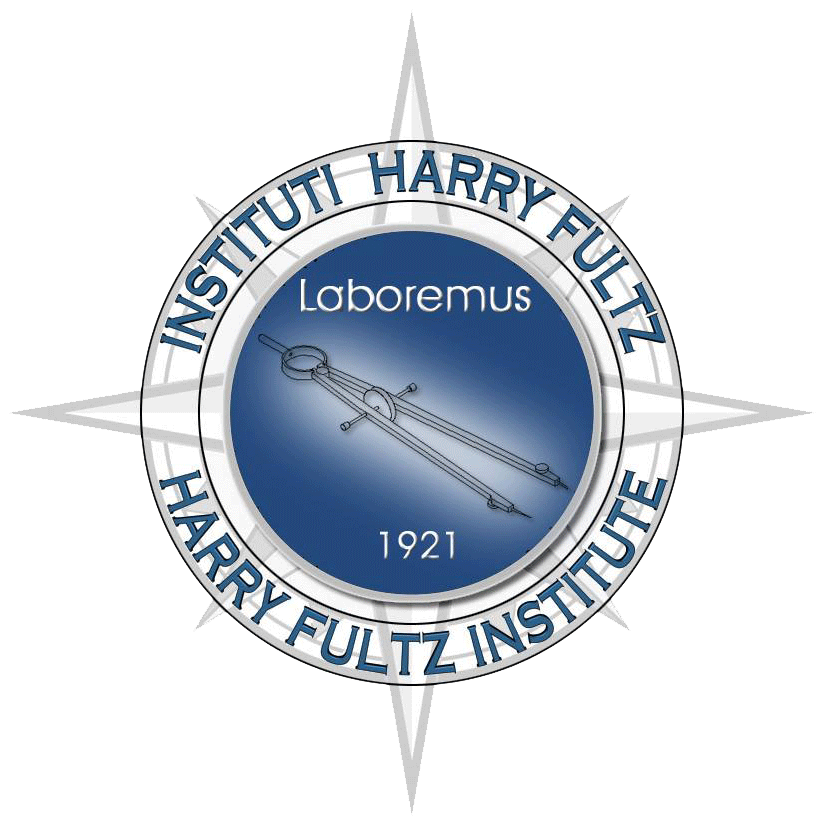 INSTITUTI HARRY FULTZ
Laboremus
1921
HARRY FULTZ INSTITUTE